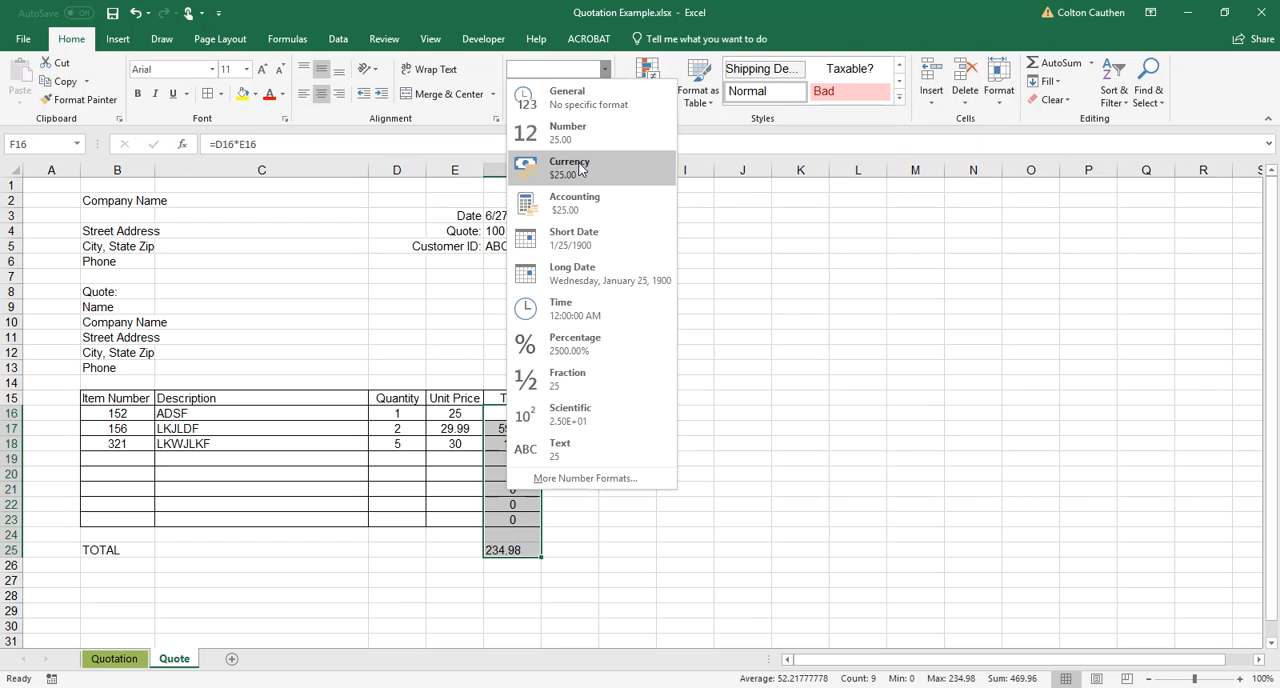 AutoSave Off
Quotation Example.xlsx - Excel
Colton Cauthen
File Home Insert Draw Page Layout Formulas Data Review View Developer Help ACROBAT Tell me what you want to do Share
Paste
Cut
Copy
Format Painter
Clipboard
Arial 11
B I U
Font
Wrap Text
Merge & Center
Alignment
Format as Table
Shipping De... Taxable?
Normal Bad
Styles
Insert Delete Format
Cells
AutoSum
Fill
Clear
Sort & Filter
Find & Select
Editing
F16 fx =D16*E16
General
No specific format
Number
25.00
Currency
$25.00
Accounting
$25.00
Short Date
1/25/1900
Long Date
Wednesday, January 25, 1900
Time
12:00:00 AM
Percentage
2500.00%
Fraction
25
Scientific
2.50E+01
Text
25
More Number Formats...
A B C D E I J K L M N O P Q R
1
2 Company Name
3 Date 6/27
4 Street Address Quote: 100
5 City, State Zip Customer ID: ABC
6 Phone
7
8 Quote:
9 Name
10 Company Name
11 Street Address
12 City, State Zip
13 Phone
14
15 Item Number Description Quantity Unit Price T
16 152 ADSF 1 25
17 156 LKJLDF 2 29.99
18 321 LKWJLKF 5 30
19
20
21 0
22 0
23 0
24
25 TOTAL 234.98
26
27
28
29
30
31
Quotation Quote
Ready Average: 52.21777778 Count: 9 Min: 0 Max: 234.98 Sum: 469.96 100%